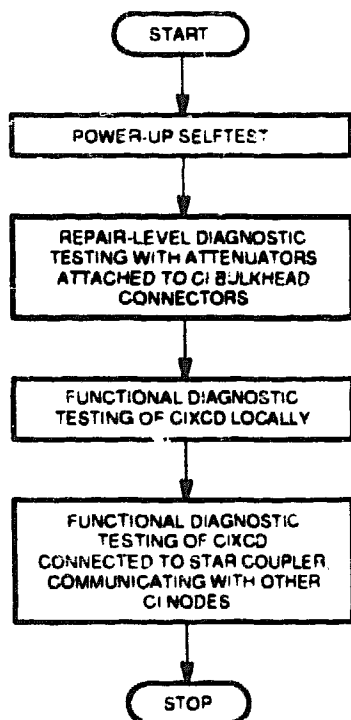 START
POWER-UP SELFTEST
REPAIR-LEVEL DIAGNOSTIC
TESTING WITH ATTENUATORS
ATTACHED TO CI BULKHEAD
CONNECTORS
FUNCTIONAL DIAGNOSTIC
TESTING OF CIXCD LOCALLY
FUNCTIONAL DIAGNOSTIC
TESTING OF CIXCD
CONNECTED TO STAR COUPLER,
COMMUNICATING WITH OTHER
CI NODES
STOP